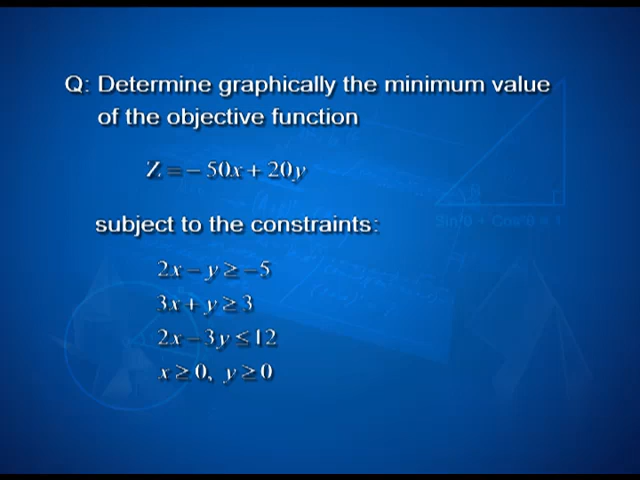 Q: Determine graphically the minimum value
of the objective function
Z = – 50x + 20y
subject to the constraints:
2x – y ≥ –5
3x + y ≥ 3
2x – 3y ≤ 12
x ≥ 0, y ≥ 0